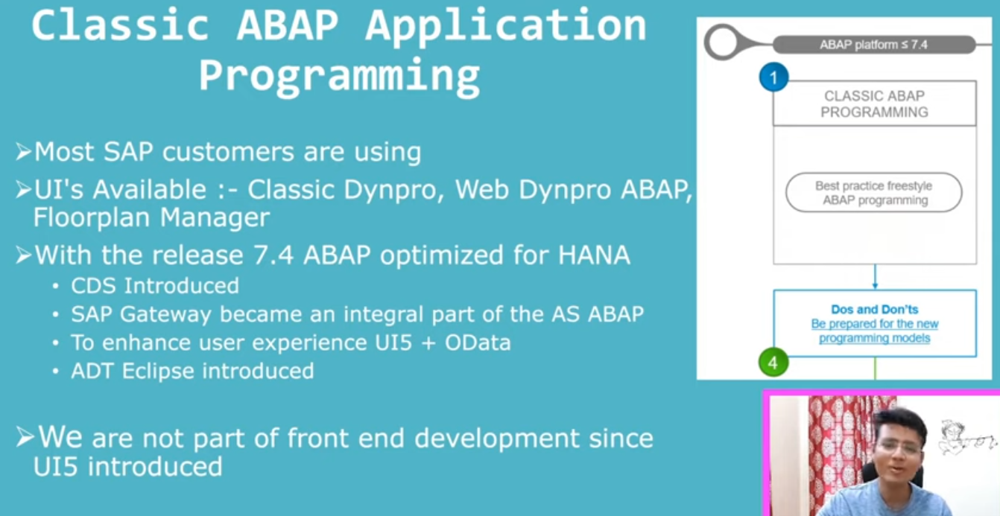 Classic ABAP Application
Programming
➢Most SAP customers are using
➢UI's Available :- Classic Dynpro, Web Dynpro ABAP,
Floorplan Manager
➢With the release 7.4 ABAP optimized for HANA
• CDS Introduced
• SAP Gateway became an integral part of the AS ABAP
• To enhance user experience UI5 + OData
• ADT Eclipse introduced
➢We are not part of front end development since
UI5 introduced
ABAP platform ≤ 7.4
1
CLASSIC ABAP
PROGRAMMING
Best practice freestyle
ABAP programming
Dos and Don'ts
Be prepared for the new
programming models
4